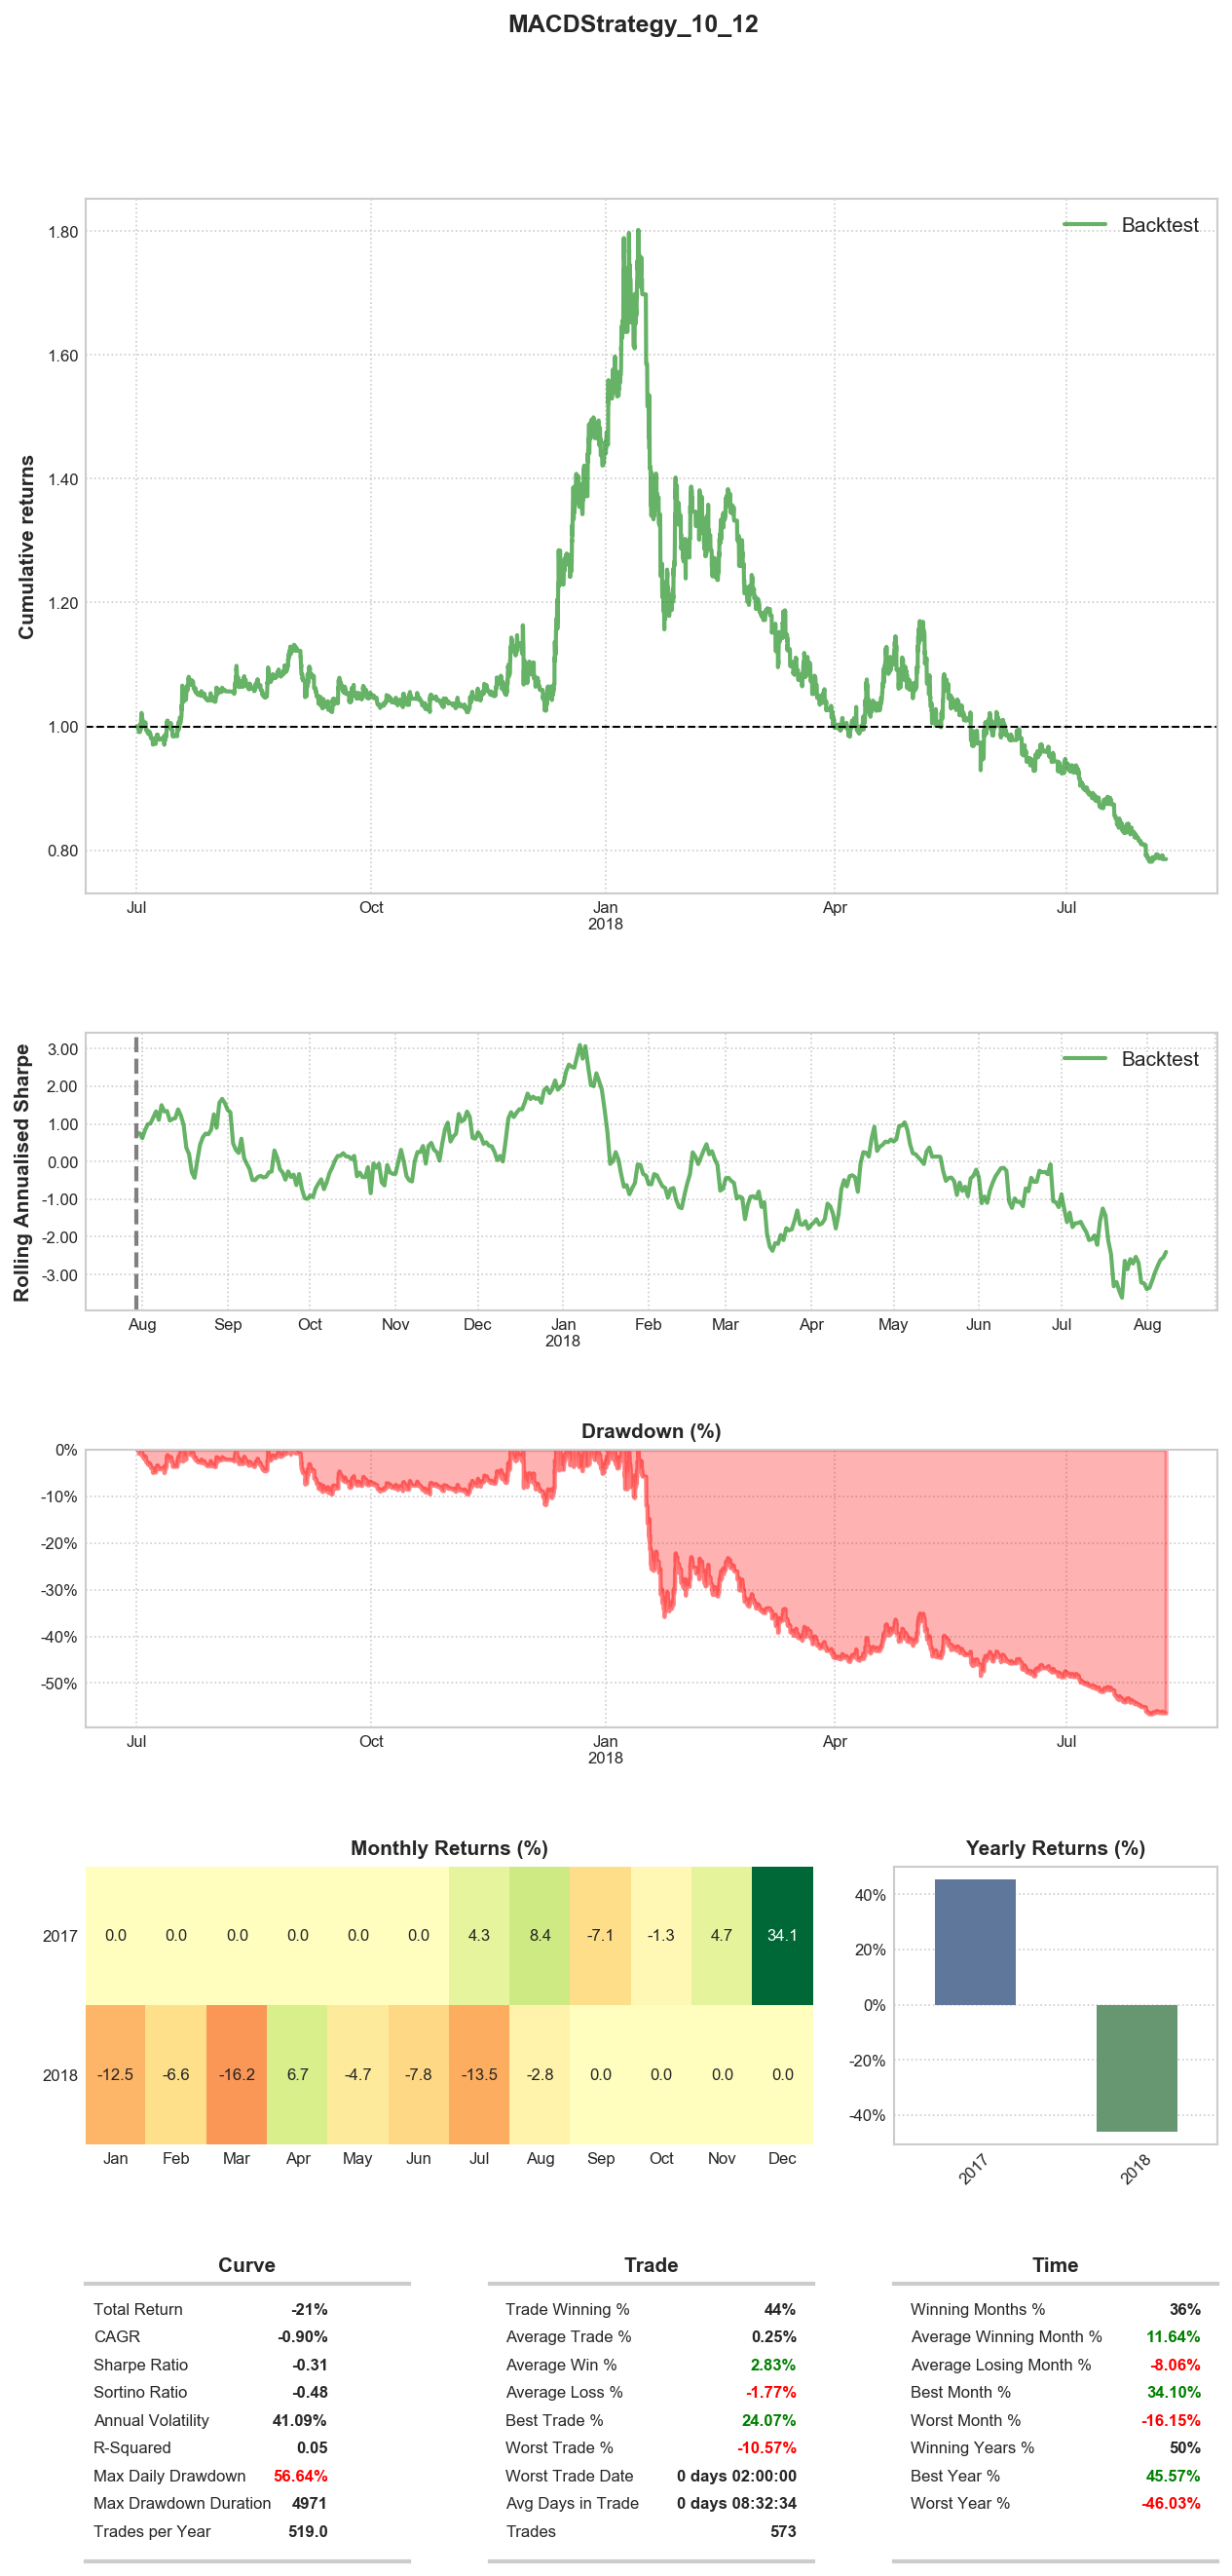 MACDStrategy_10_12
Cumulative returns
Backtest
1.80
1.60
1.40
1.20
1.00
0.80
Jul Oct Jan Apr Jul
2018
Rolling Annualised Sharpe
Backtest
3.00
2.00
1.00
0.00
-1.00
-2.00
-3.00
Aug Sep Oct Nov Dec Jan Feb Mar Apr May Jun Jul Aug
2018
Drawdown (%)
0%
-10%
-20%
-30%
-40%
-50%
Jul Oct Jan Apr Jul
2018
Monthly Returns (%)
2017 0.0 0.0 0.0 0.0 0.0 0.0 4.3 8.4 -7.1 -1.3 4.7 34.1
2018 -12.5 -6.6 -16.2 6.7 -4.7 -7.8 -13.5 -2.8 0.0 0.0 0.0 0.0
Jan Feb Mar Apr May Jun Jul Aug Sep Oct Nov Dec
Yearly Returns (%)
40%
20%
0%
-20%
-40%
2017 2018
Curve
Total Return -21%
CAGR -0.90%
Sharpe Ratio -0.31
Sortino Ratio -0.48
Annual Volatility 41.09%
R-Squared 0.05
Max Daily Drawdown 56.64%
Max Drawdown Duration 4971
Trades per Year 519.0
Trade
Trade Winning % 44%
Average Trade % 0.25%
Average Win % 2.83%
Average Loss % -1.77%
Best Trade % 24.07%
Worst Trade % -10.57%
Worst Trade Date 0 days 02:00:00
Avg Days in Trade 0 days 08:32:34
Trades 573
Time
Winning Months % 36%
Average Winning Month % 11.64%
Average Losing Month % -8.06%
Best Month % 34.10%
Worst Month % -16.15%
Winning Years % 50%
Best Year % 45.57%
Worst Year % -46.03%